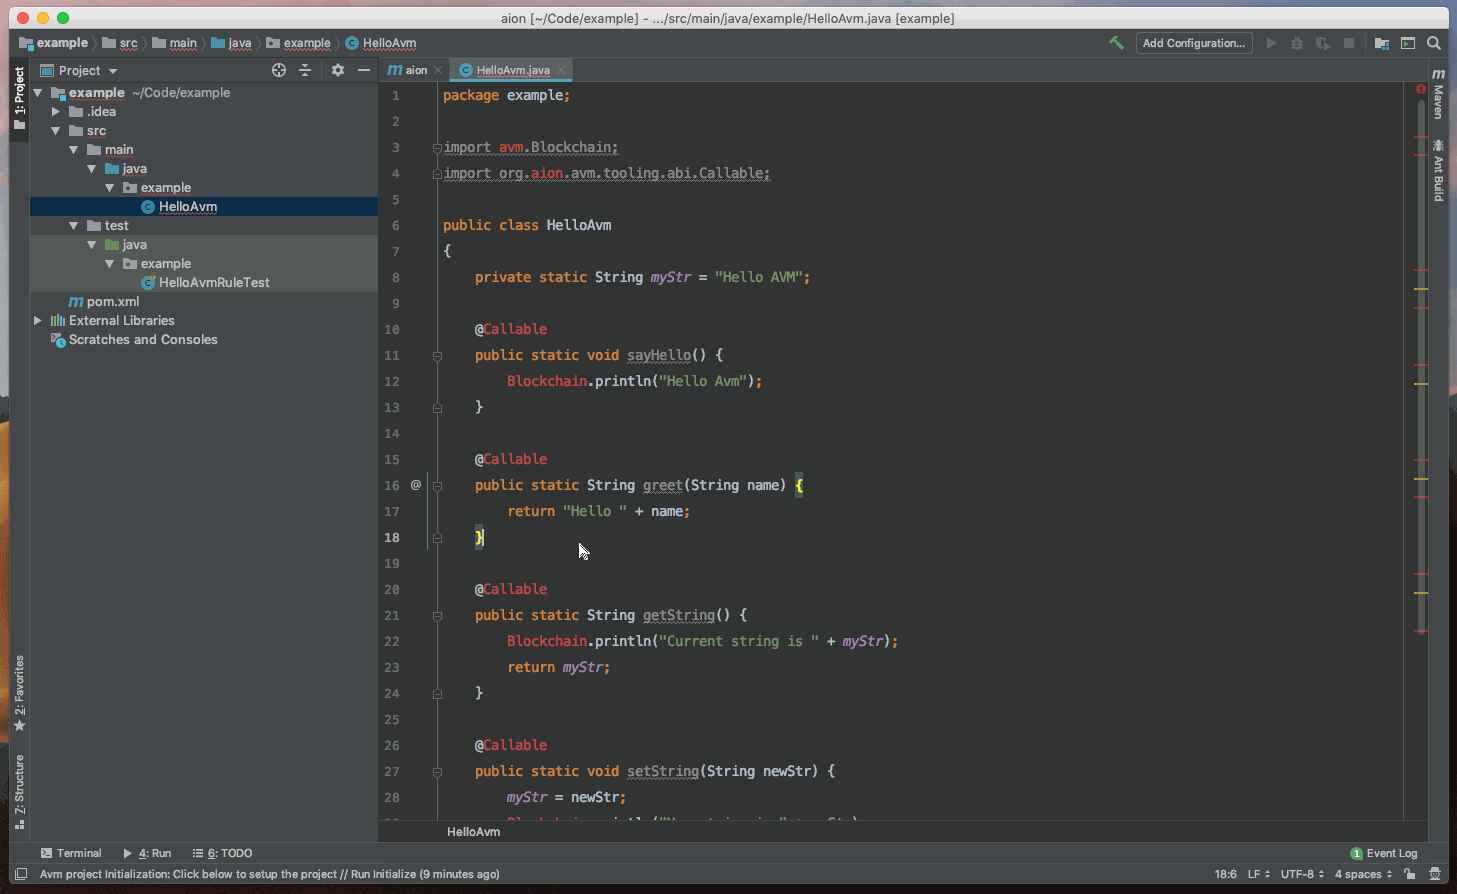 aion [~/Code/example] - .../src/main/java/example/HelloAvm.java [example]
example src main java example HelloAvm
Add Configuration...
1: Project
Project
aion
HelloAvm.java
example ~/Code/example
.idea
src
main
java
example
HelloAvm
test
java
example
HelloAvmRuleTest
pom.xml
External Libraries
Scratches and Consoles
2: Favorites
Z: Structure
1 package example;
2
3 import avm.Blockchain;
4 import org.aion.avm.tooling.abi.Callable;
5
6 public class HelloAvm
7 {
8 private static String myStr = "Hello AVM";
9
10 @Callable
11 public static void sayHello() {
12 Blockchain.println("Hello Avm");
13 }
14
15 @Callable
16 @ public static String greet(String name) {
17 return "Hello " + name;
18 }
19
20 @Callable
21 public static String getString() {
22 Blockchain.println("Current string is " + myStr);
23 return myStr;
24 }
25
26 @Callable
27 public static void setString(String newStr) {
28 myStr = newStr;
HelloAvm
m Maven
Ant Build
Terminal
4: Run
6: TODO
1 Event Log
Avm project Initialization: Click below to setup the project // Run Initialize (9 minutes ago)
18:6 LF UTF-8 4 spaces